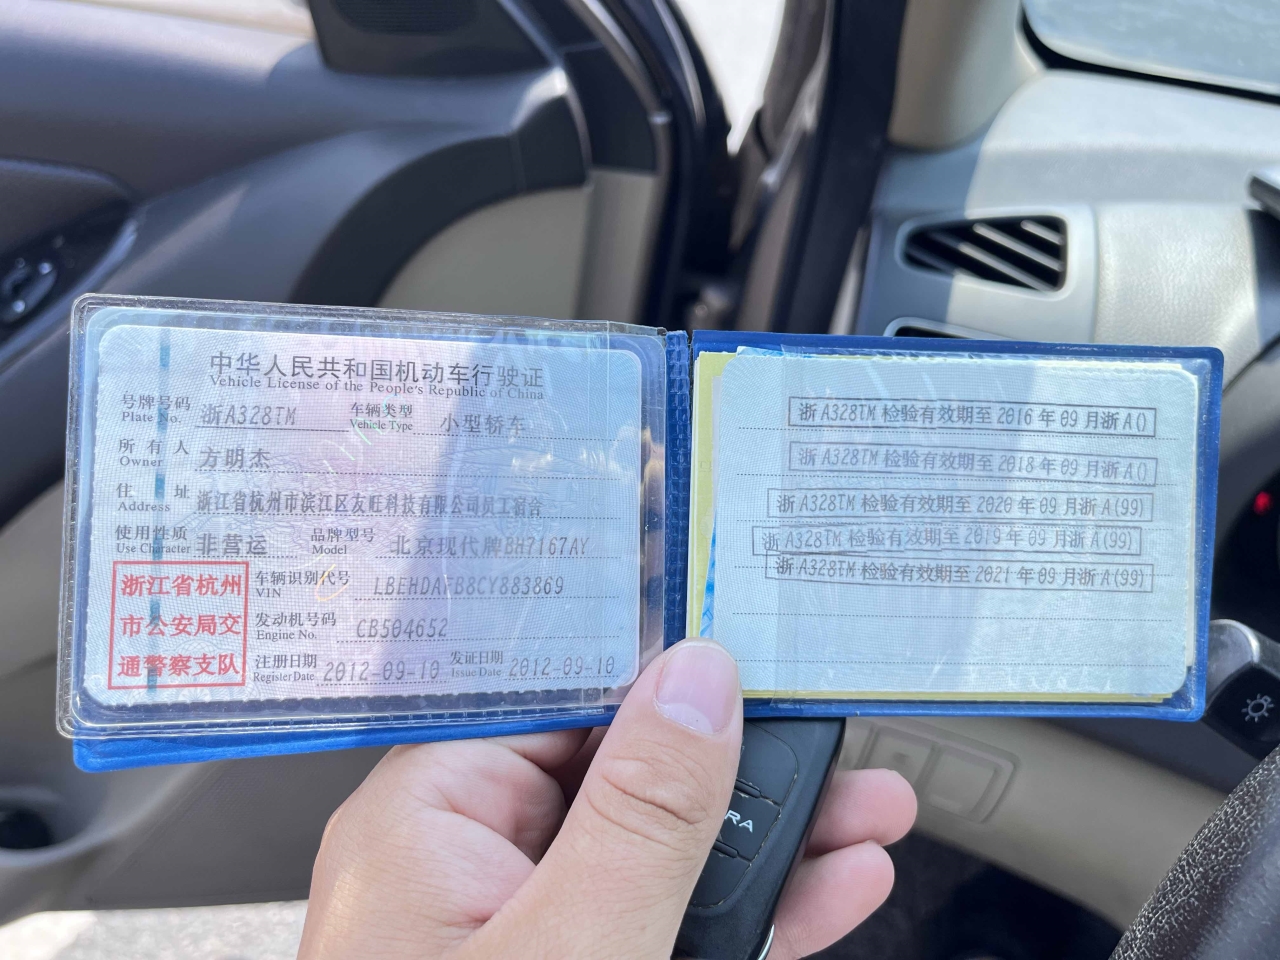 中华人民共和国机动车行驶证
Vehicle License of the People's Republic of China
号牌号码 浙A328TM 车辆类型 小型轿车
Plate No. Vehicle Type
所有人 方明杰
Owner
住址 浙江省杭州市滨江区友旺科技有限公司员工宿舍
Address
使用性质 非营运 品牌型号 北京现代牌BH7167AY
Use Character Model
浙江省杭州
市公安局交
通警察支队
车辆识别代号 LBEHDAFB8CY883869
VIN
发动机号码 CB504652
Engine No.
注册日期 2012-09-10 发证日期 2012-09-10
Register Date Issue Date
浙A328TM 检验有效期至2016年09月浙A()
浙A328TM 检验有效期至2018年09月浙A()
浙A328TM 检验有效期至2020年09月浙A(99)
浙A328TM 检验有效期至2019年09月浙A(99)
浙A328TM 检验有效期至2021年09月浙A(99)
RA